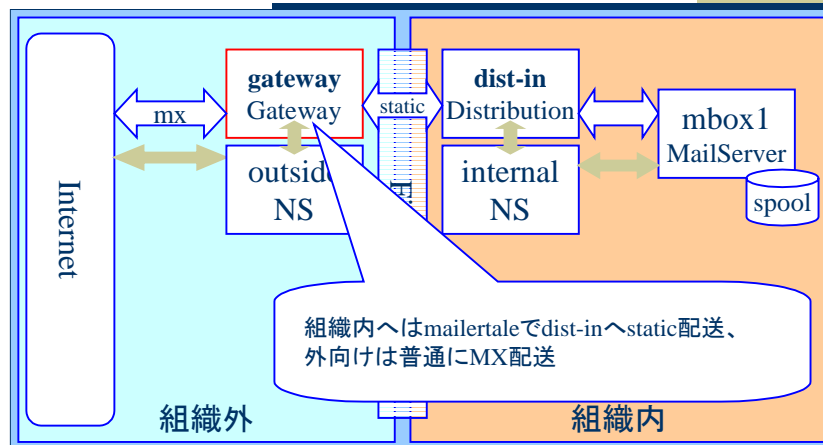 Internet
mx
gateway
Gateway
outside
NS
static
dist-in
Distribution
internal
NS
mbox1
MailServer
spool
組織内へはmailertaleでdist-inへstatic配送、
外向けは普通にMX配送
組織外
組織内